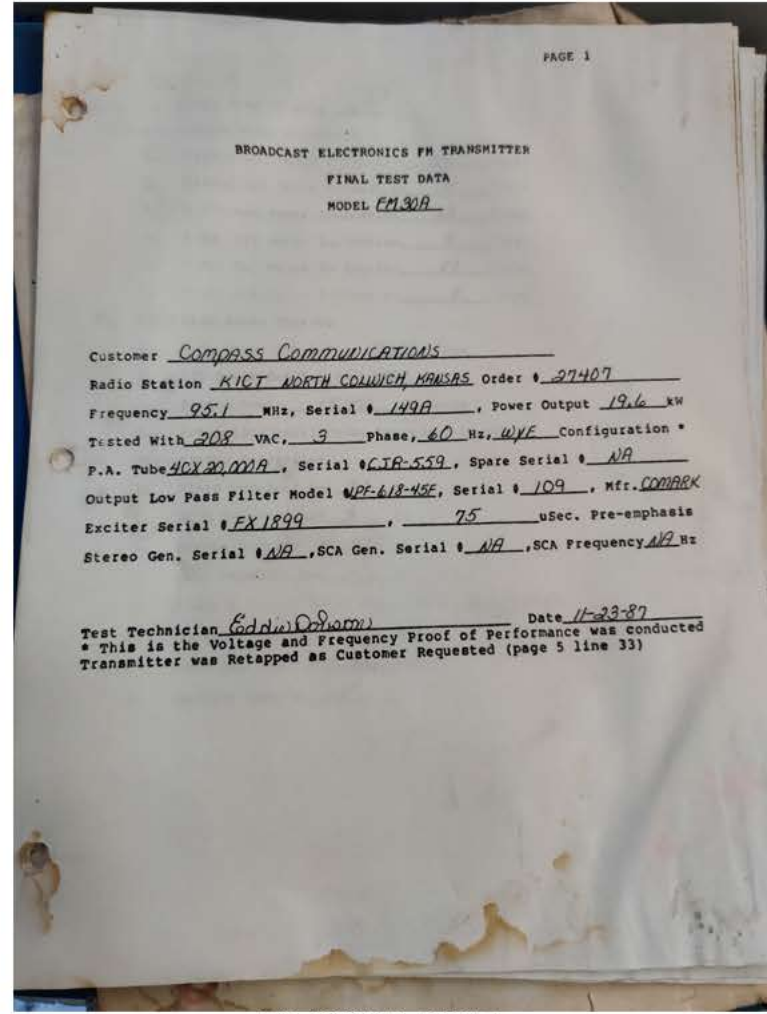 PAGE 1
BROADCAST ELECTRONICS FM TRANSMITTER
FINAL TEST DATA
MODEL FM30A
Customer COMPASS COMMUNICATIONS
Radio Station KICT NORTH COLWICH, KANSAS Order # 27407
Frequency 95.1 MHz, Serial # 149A, Power Output 19.6 kW
Tested With 208 VAC, 3 Phase, 60 Hz, WYE Configuration *
P.A. Tube 4CX20,000A, Serial # CJR-559, Spare Serial # NA
Output Low Pass Filter Model # LPF-618-45E, Serial # 109, Mfr. COMARK
Exciter Serial # FX1899, 75 uSec. Pre-emphasis
Stereo Gen. Serial # NA, SCA Gen. Serial # NA, SCA Frequency NA Hz
Test Technician Eddie Date 11-23-87
* This is the Voltage and Frequency Proof of Performance was conducted
Transmitter was Retapped as Customer Requested (page 5 line 33)